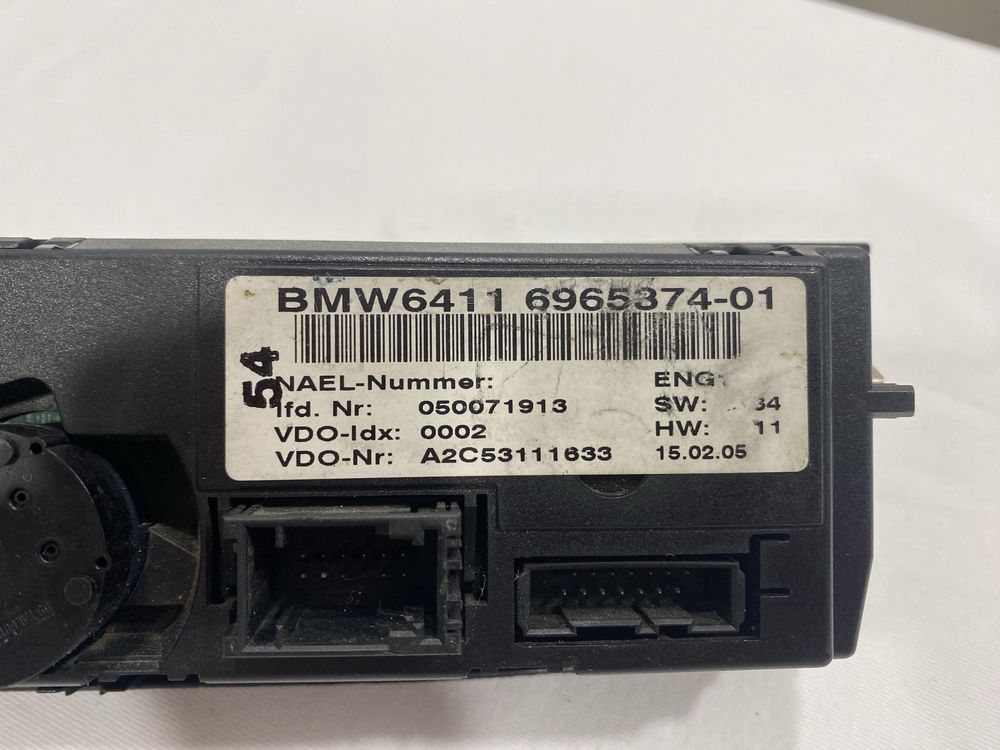 BMW6411 6965374-01
54
NAEL-Nummer:
lfd. Nr: 050071913
VDO-Idx: 0002
VDO-Nr: A2C53111633
SW: 34
HW: 11
15.02.05